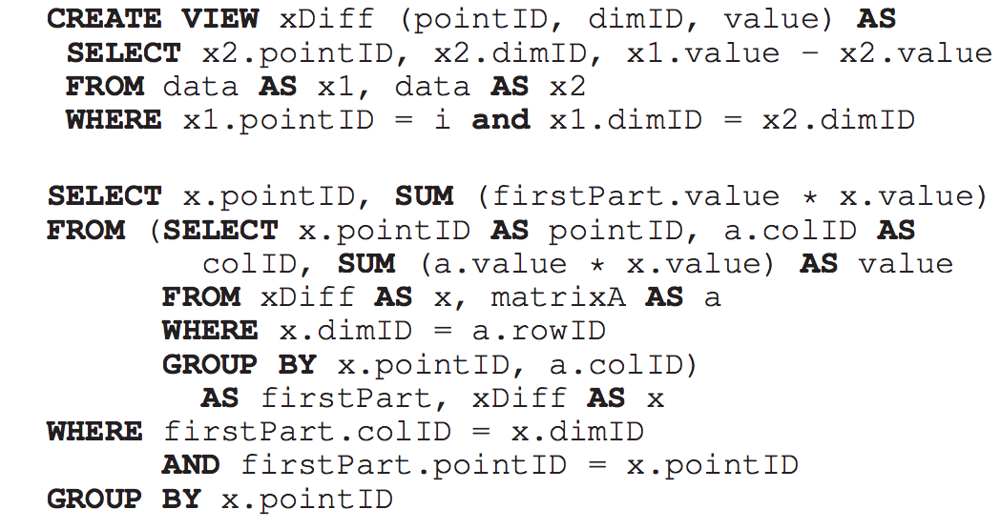 CREATE VIEW xDiff (pointID, dimID, value) AS
SELECT x2.pointID, x2.dimID, x1.value - x2.value
FROM data AS x1, data AS x2
WHERE x1.pointID = i and x1.dimID = x2.dimID
SELECT x.pointID, SUM (firstPart.value * x.value)
FROM (SELECT x.pointID AS pointID, a.colID AS
colID, SUM (a.value * x.value) AS value
FROM xDiff AS x, matrixA AS a
WHERE x.dimID = a.rowID
GROUP BY x.pointID, a.colID)
AS firstPart, xDiff AS x
WHERE firstPart.colID = x.dimID
AND firstPart.pointID = x.pointID
GROUP BY x.pointID